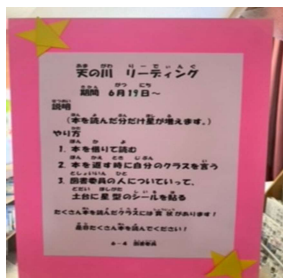 天の川 リーディング
期間 6月19日~
説明
(本を読んだ分だけ星が増えます。)
やり方
1. 本を借りて読む
2. 本を返す時に自分のクラスを言う
3. 図書委員の人についていって、
土台に星型のシールを貼る
たくさん本を読んだクラスには賞状があります!
是非たくさん本を読んでください!
図書委員